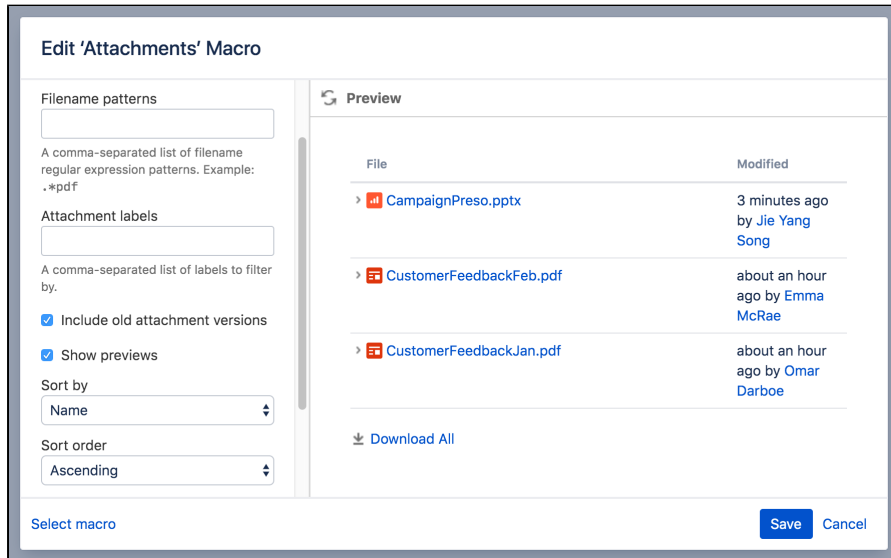 Edit ‘Attachments’ Macro
Filename patterns
A comma-separated list of filename
regular expression patterns. Example:
.*pdf
Attachment labels
A comma-separated list of labels to filter
by.
Include old attachment versions
Show previews
Sort by
Name
Sort order
Ascending
Preview
File Modified
CampaignPreso.pptx 3 minutes ago
by Jie Yang
Song
CustomerFeedbackFeb.pdf about an hour
ago by Emma
McRae
CustomerFeedbackJan.pdf about an hour
ago by Omar
Darboe
Download All
Select macro
Save Cancel